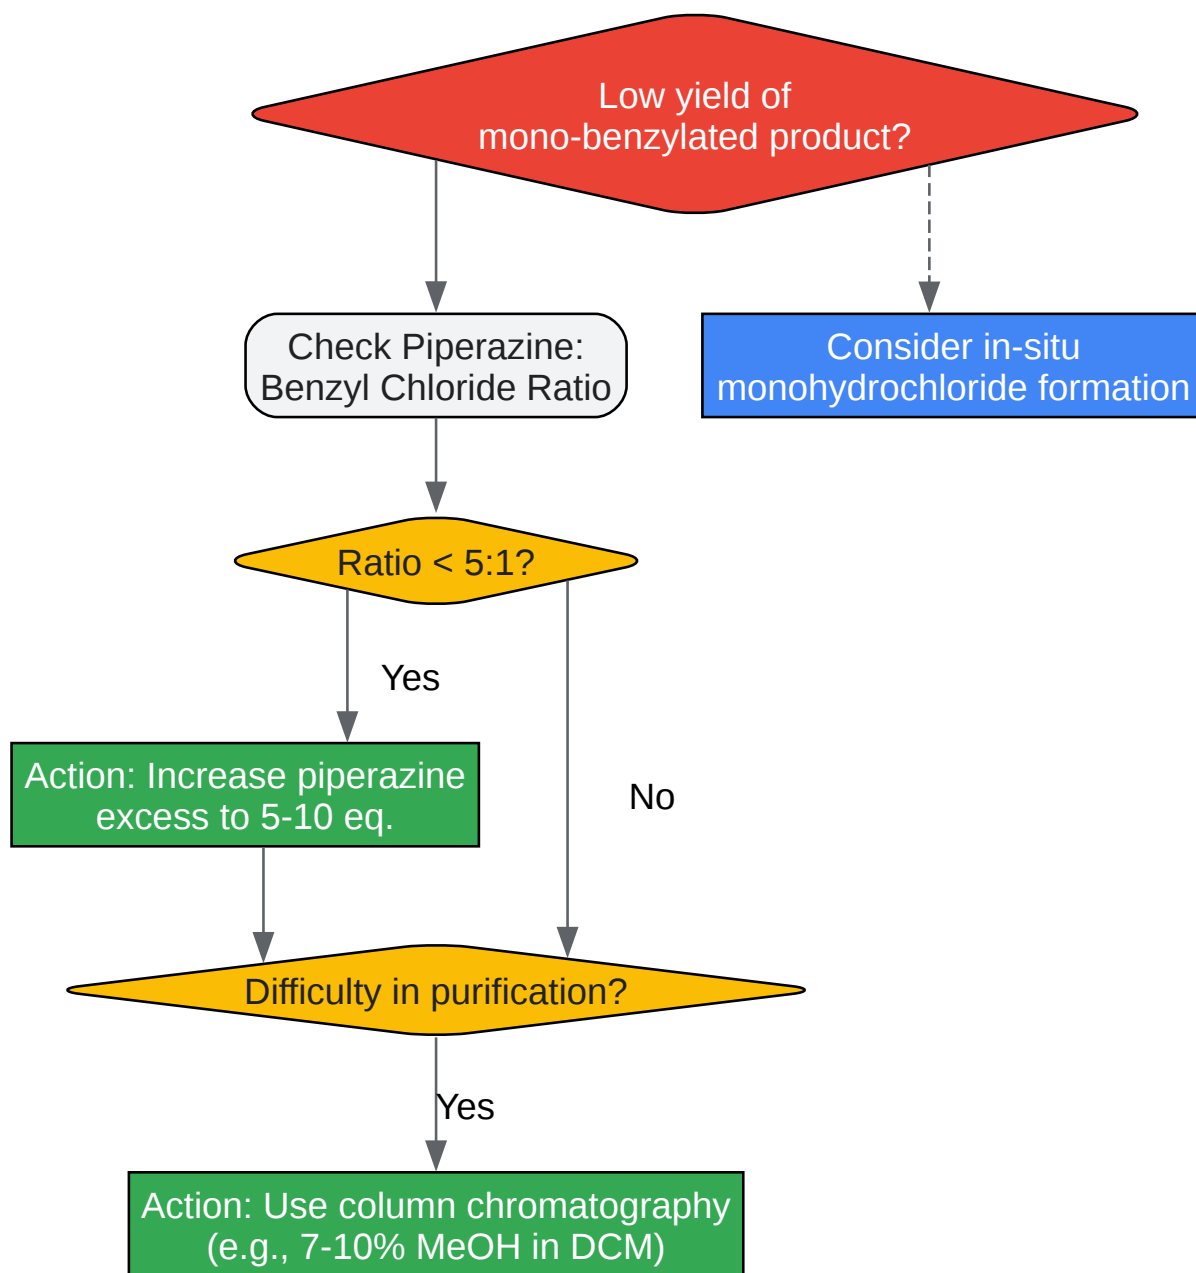 Low yield of
mono-benzylated product?
Check Piperazine:
Benzyl Chloride Ratio
Consider in-situ
monohydrochloride formation
Ratio < 5:1?
Yes
Action: Increase piperazine
excess to 5-10 eq.
No
Difficulty in purification?
Yes
Action: Use column chromatography
(e.g., 7-10% MeOH in DCM)